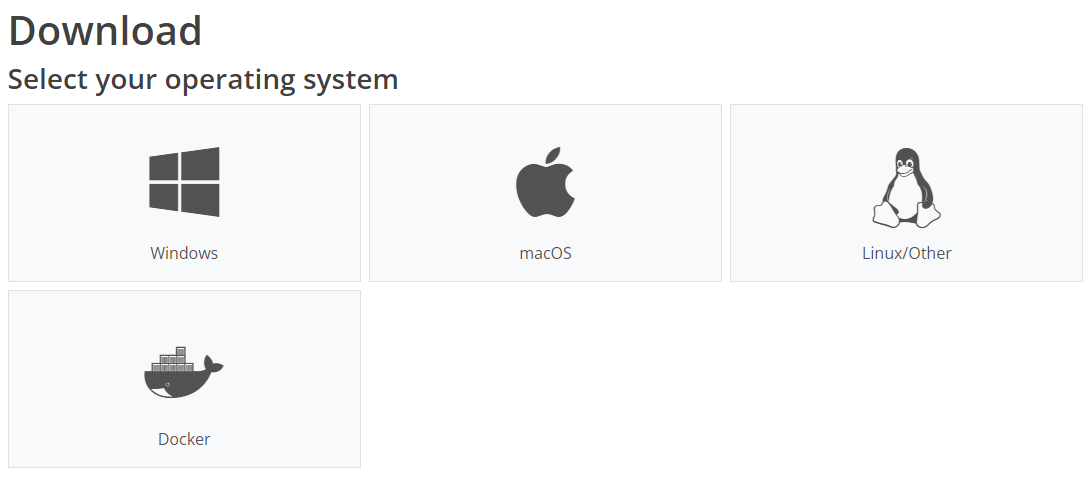 Download
Select your operating system
Windows
macOS
Linux/Other
Docker